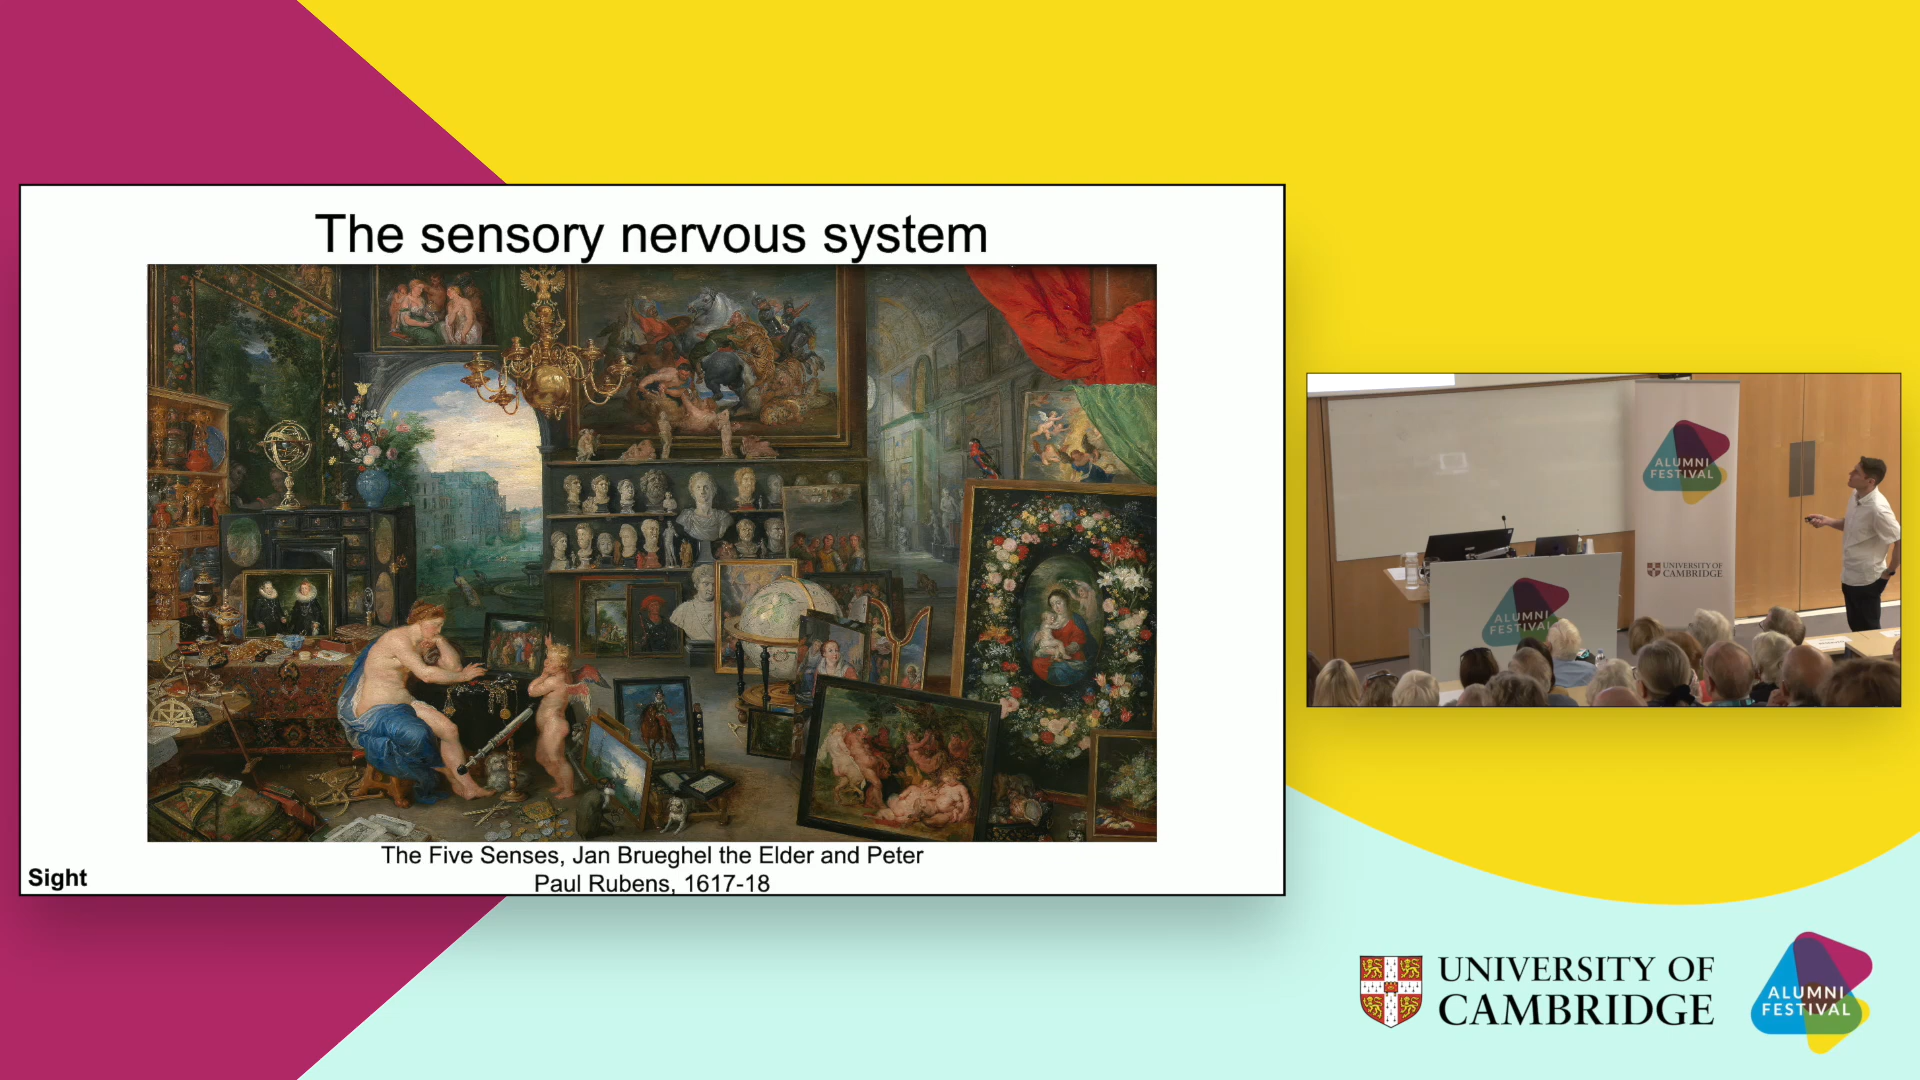 The sensory nervous system
The Five Senses, Jan Brueghel the Elder and Peter
Paul Rubens, 1617-18
Sight
ALUMNI
FESTIVAL
UNIVERSITY OF
CAMBRIDGE
ALUMNI
FESTIVAL
UNIVERSITY OF
CAMBRIDGE
ALUMNI
FESTIVAL